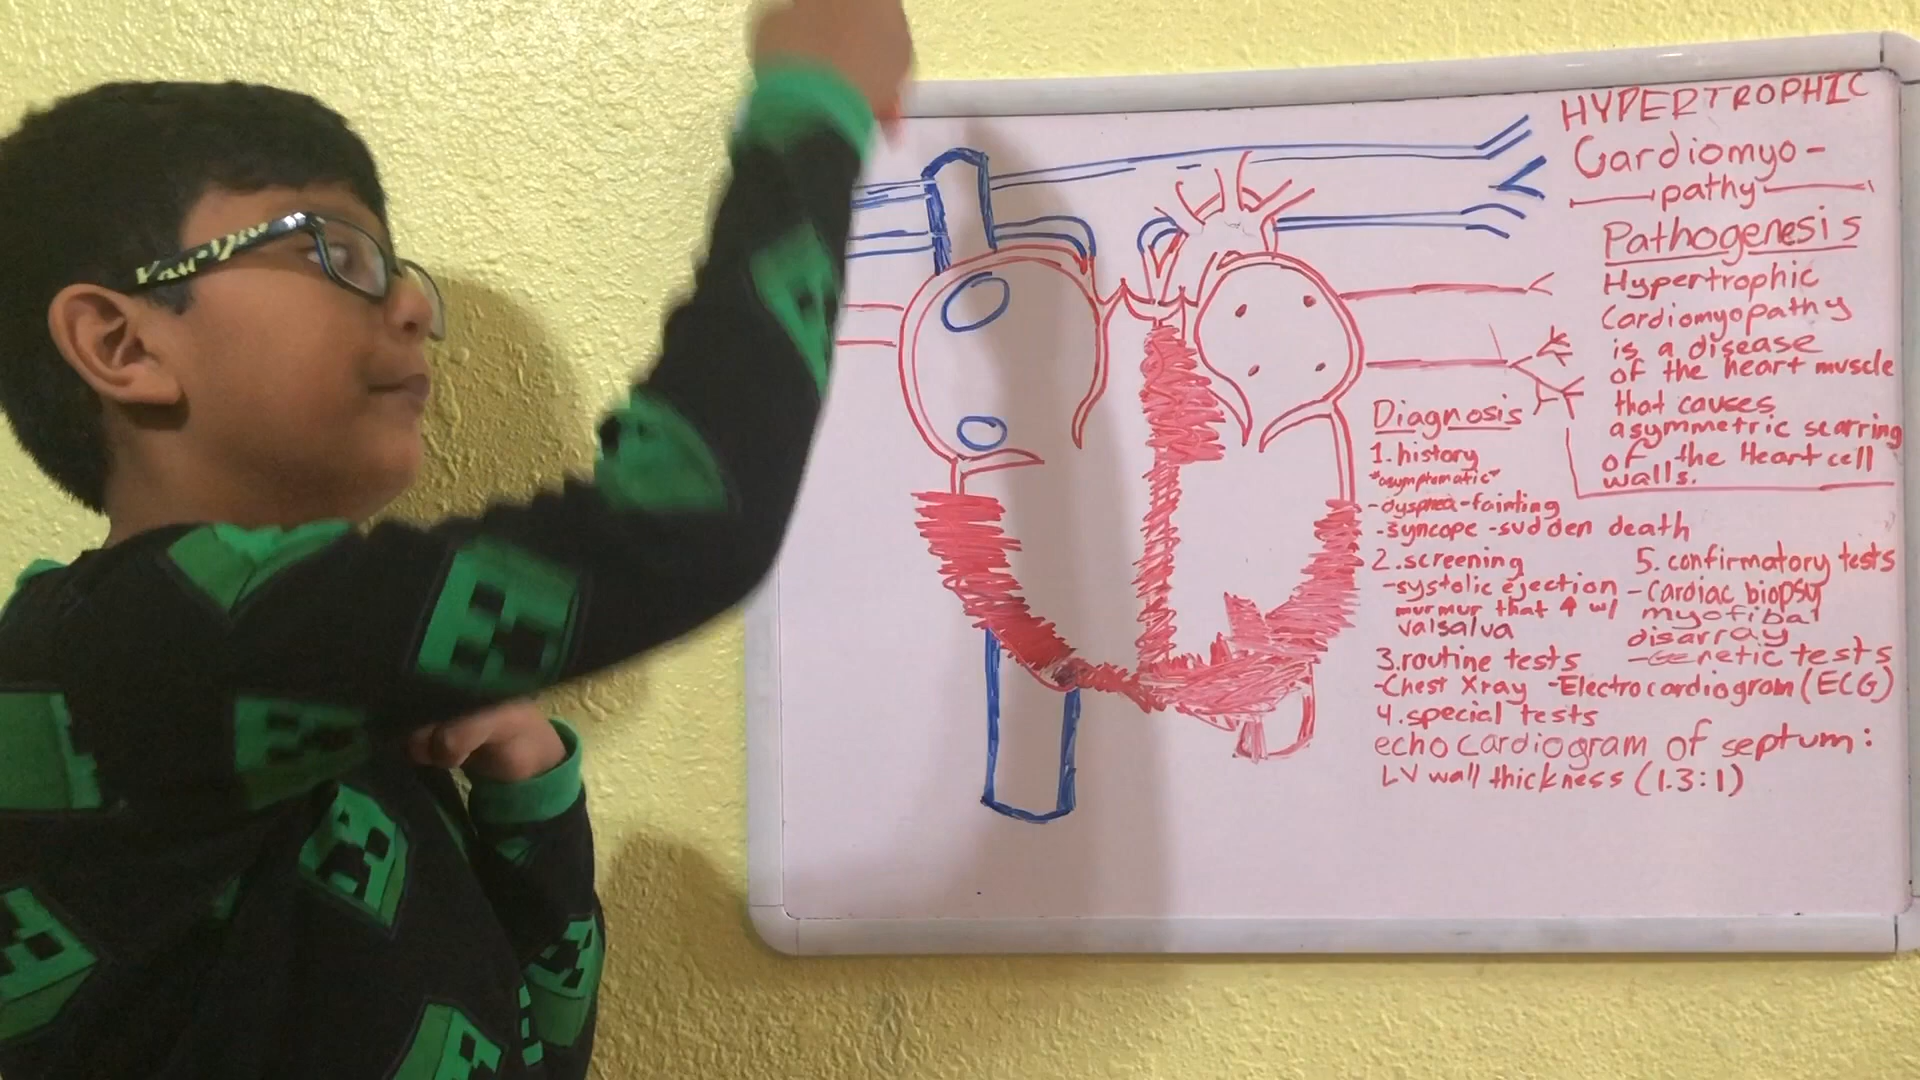 HYPERTROPHIC
Cardiomyo-
pathy
Pathogenesis
Hypertrophic
Cardiomyopathy
is a disease
of the heart muscle
that causes
asymmetric scarring
of the Heart cell
walls.
Diagnosis
1. history
"asymptomatic"
-dyspnea -fainting
-syncope -sudden death
2. screening
-systolic ejection
murmur that ↑ w/
valsalva
3. routine tests
-Chest Xray -Electrocardiogram (ECG)
4. special tests
echocardiogram of septum:
LV wall thickness (1.3:1)
5. confirmatory tests
-Cardiac biopsy
myofibal
disarray
-Genetic tests